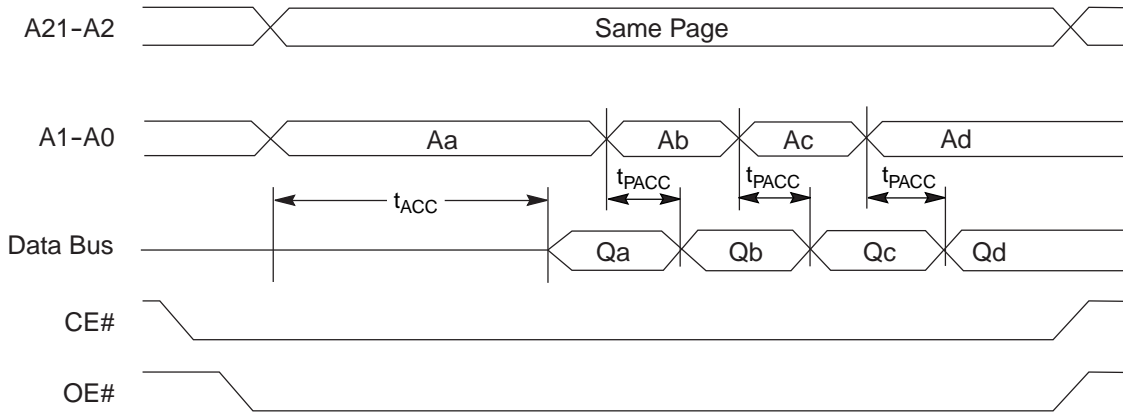 A21-A2
Same Page
A1-A0
Aa
Ab
Ac
Ad
tPACC
tPACC
tPACC
tACC
Data Bus
Qa
Qb
Qc
Qd
CE#
OE#